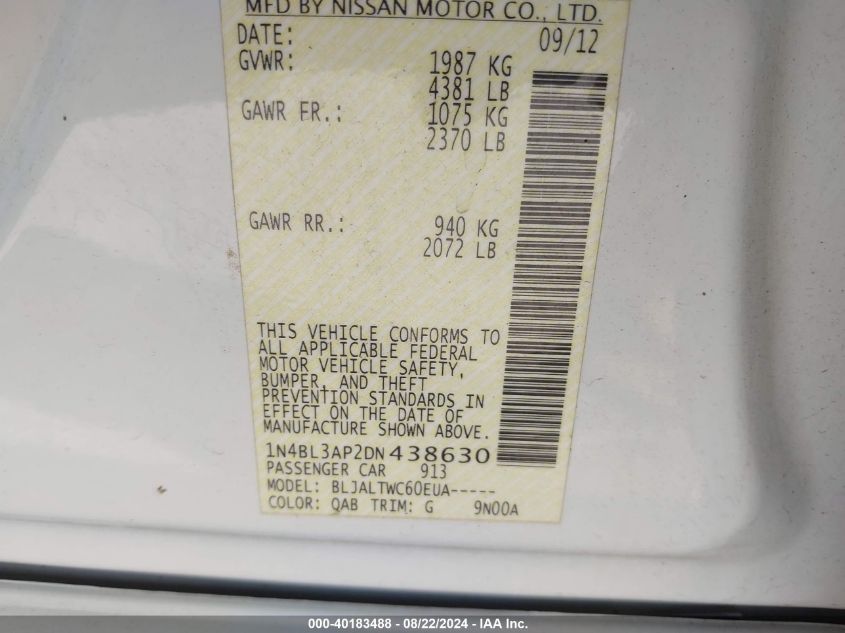 MFD BY NISSAN MOTOR CO., LTD.
DATE: 09/12
GVWR: 1987 KG
4381 LB
GAWR FR.: 1075 KG
2370 LB
GAWR RR.: 940 KG
2072 LB
THIS VEHICLE CONFORMS TO
ALL APPLICABLE FEDERAL
MOTOR VEHICLE SAFETY,
BUMPER, AND THEFT
PREVENTION STANDARDS IN
EFFECT ON THE DATE OF
MANUFACTURE SHOWN ABOVE.
1N4BL3AP2DN438630
PASSENGER CAR 913
MODEL: BLJALTWC60EUA-----
COLOR: QAB TRIM: G 9N00A
000-40183488 - 08/22/2024 - IAA Inc.